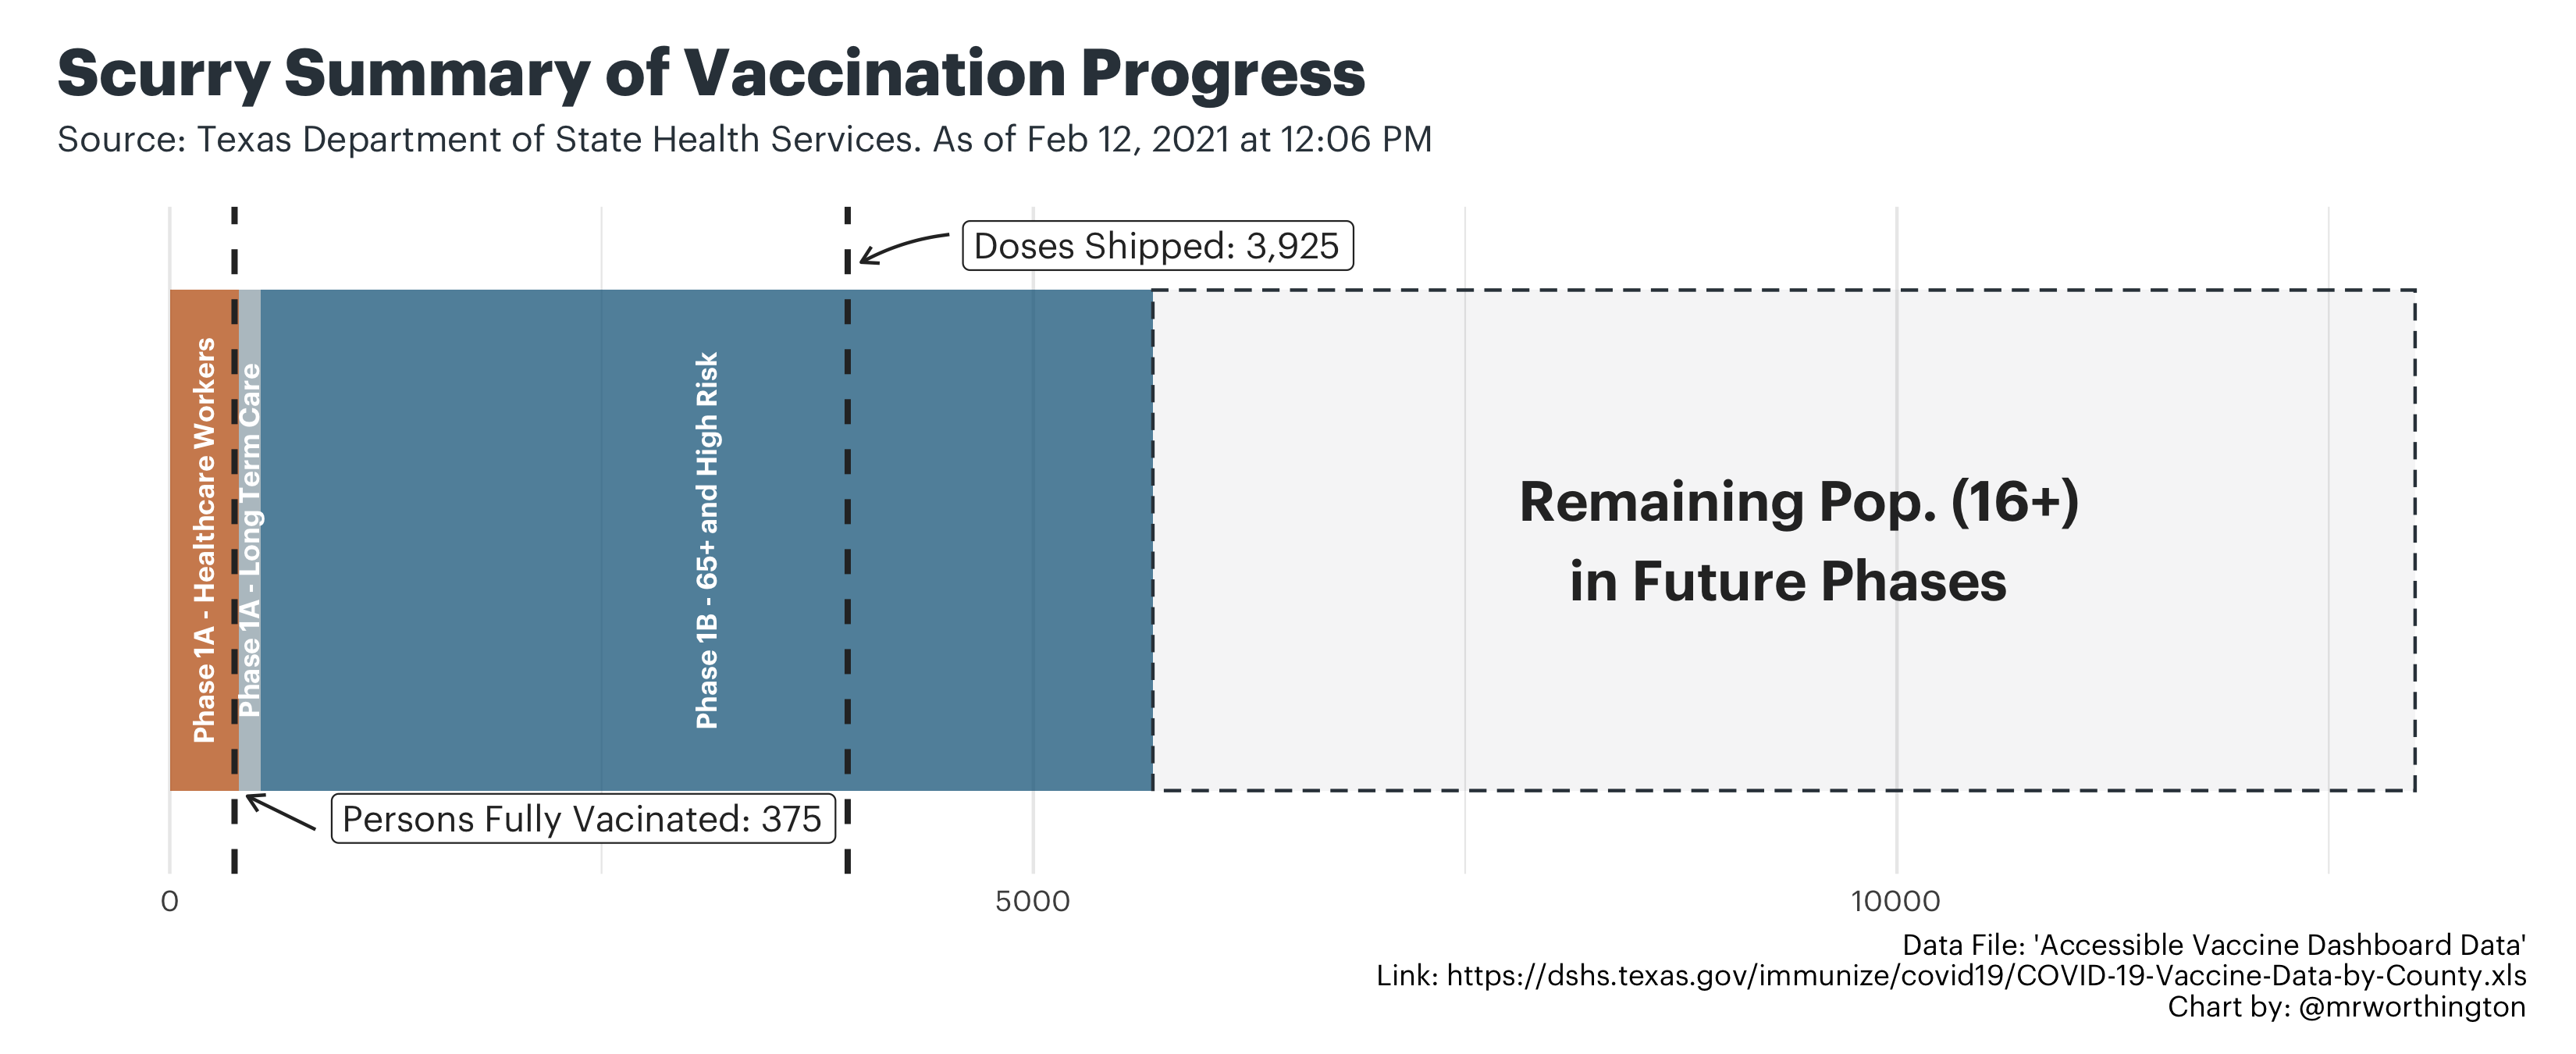 Scurry Summary of Vaccination Progress
Source: Texas Department of State Health Services. As of Feb 12, 2021 at 12:06 PM
Doses Shipped: 3,925
Phase 1A - Healthcare Workers
Phase 1A - Long Term Care
Phase 1B - 65+ and High Risk
Remaining Pop. (16+)
in Future Phases
Persons Fully Vacinated: 375
0
5000
10000
Data File: 'Accessible Vaccine Dashboard Data'
Link: https://dshs.texas.gov/immunize/covid19/COVID-19-Vaccine-Data-by-County.xls
Chart by: @mrworthington